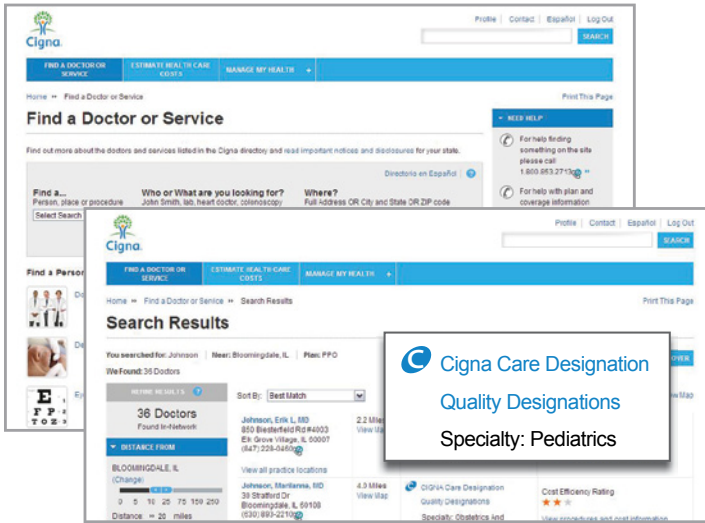 Profile | Contact | Español | Log Out
Cigna.
SEARCH
FIND A DOCTOR OR SERVICE
ESTIMATE HEALTH CARE COSTS
MANAGE MY HEALTH +
Home ›› Find a Doctor or Service
Print This Page
Find a Doctor or Service
NEED HELP
Find out more about the doctors and services listed in the Cigna directory and read important notices and disclosures for your state.
For help finding
something on the site
please call
1.800.853.2713
Directorio en Español
For help with plan and
coverage information
Find a...
Person, place or procedure
Who or What are you looking for?
John Smith, lab, heart doctor, colonoscopy
Where?
Full Address OR City and State OR ZIP code
Select Search
Find a Person
E
F P
T O Z
Profile | Contact | Español | Log Out
Cigna.
SEARCH
FIND A DOCTOR OR SERVICE
ESTIMATE HEALTH CARE COSTS
MANAGE MY HEALTH +
Home ›› Find a Doctor or Service ›› Search Results
Print This Page
Search Results
You searched for: Johnson | Near: Bloomingdale, IL | Plan: PPO
We Found: 36 Doctors
REFINE RESULTS
Sort By: Best Match
36 Doctors
Found In-Network
DISTANCE FROM
BLOOMINGDALE, IL
(Change)
0 5 10 25 75 150 250
Distance: 20 miles
Johnson, Erik L, MD
850 Biesterfield Rd #4003
Elk Grove Village, IL 60007
(847) 228-0460
View all practice locations
2.2 Miles
View Map
Johnson, Marianna, MD
30 Stratford Dr
Bloomingdale, IL 60108
(630) 893-2210
4.0 Miles
View Map
CIGNA Care Designation
Quality Designations
Specialty: Obstetrics And
Cost Efficiency Rating
View procedures and cost information
Cigna Care Designation
Quality Designations
Specialty: Pediatrics